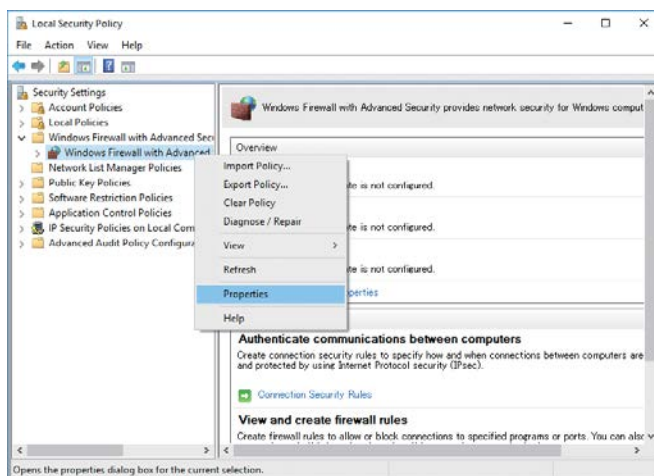 Local Security Policy
File Action View Help
Security Settings
Account Policies
Local Policies
Windows Firewall with Advanced Secu
Windows Firewall with Advanced
Network List Manager Policies
Public Key Policies
Software Restriction Policies
Application Control Policies
IP Security Policies on Local Com
Advanced Audit Policy Configura
Import Policy...
Export Policy...
Clear Policy
Diagnose / Repair
View
Refresh
Properties
Help
Windows Firewall with Advanced Security provides network security for Windows comput
Overview
te is not configured.
te is not configured.
te is not configured.
operties
Authenticate communications between computers
Create connection security rules to specify how and when connections between computers are
and protected by using Internet Protocol security (IPsec).
Connection Security Rules
View and create firewall rules
Create firewall rules to allow or block connections to specified programs or ports. You can also
Opens the properties dialog box for the current selection.